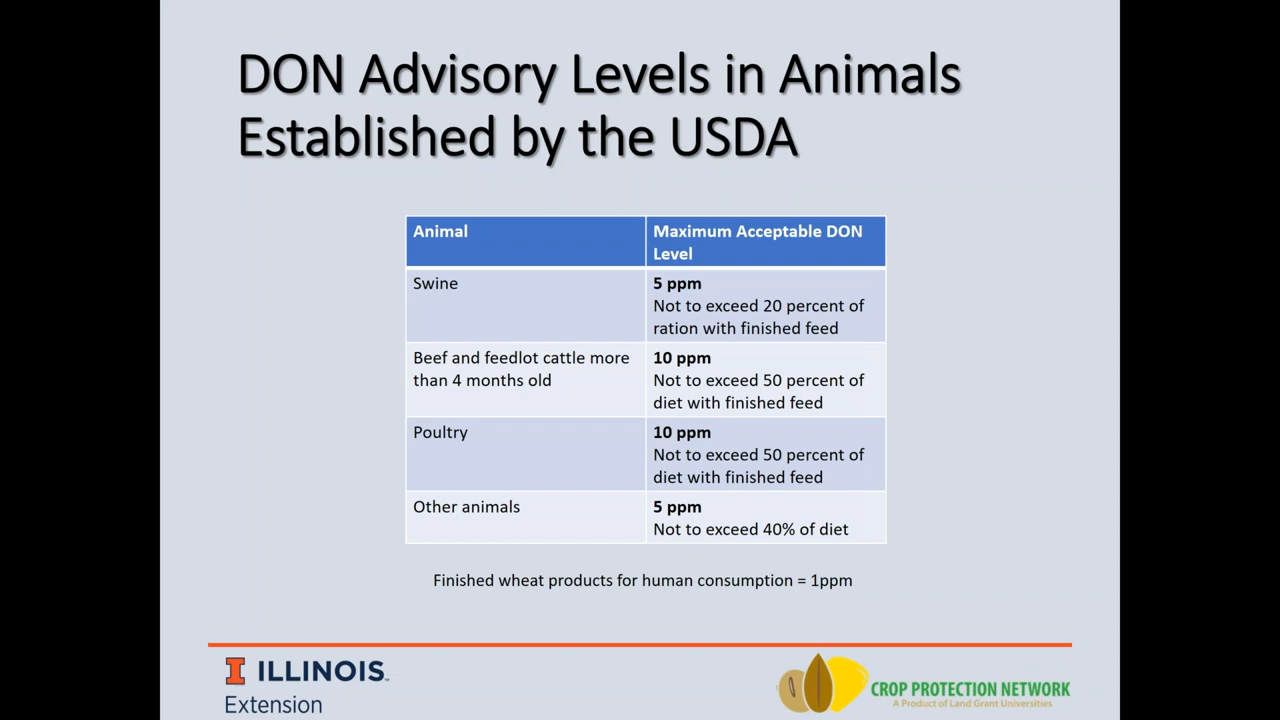 DON Advisory Levels in Animals
Established by the USDA
Animal
Maximum Acceptable DON
Level
Swine
5 ppm
Not to exceed 20 percent of
ration with finished feed
Beef and feedlot cattle more
than 4 months old
10 ppm
Not to exceed 50 percent of
diet with finished feed
Poultry
10 ppm
Not to exceed 50 percent of
diet with finished feed
Other animals
5 ppm
Not to exceed 40% of diet
Finished wheat products for human consumption = 1ppm
I ILLINOIS
Extension
CROP PROTECTION NETWORK
A Product of Land Grant Universities